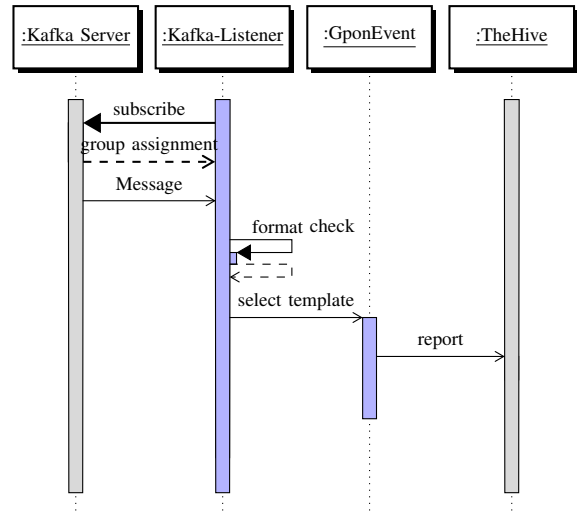 :Kafka Server
:Kafka-Listener
:GponEvent
:TheHive
subscribe
group assignment
Message
format check
select template
report